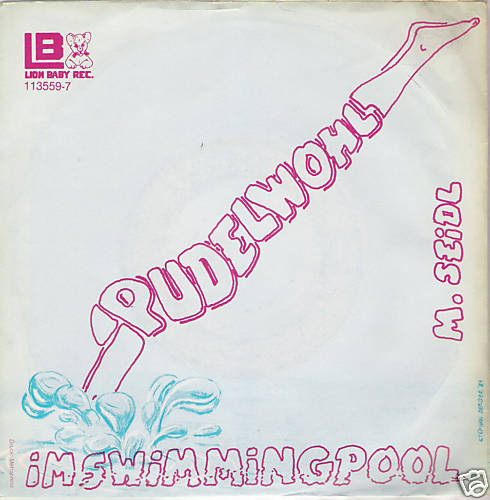 LB
LION BABY REC.
113559-7
PUDELWOHL
M. SEiDL
iM SWiMMiNGPOOL